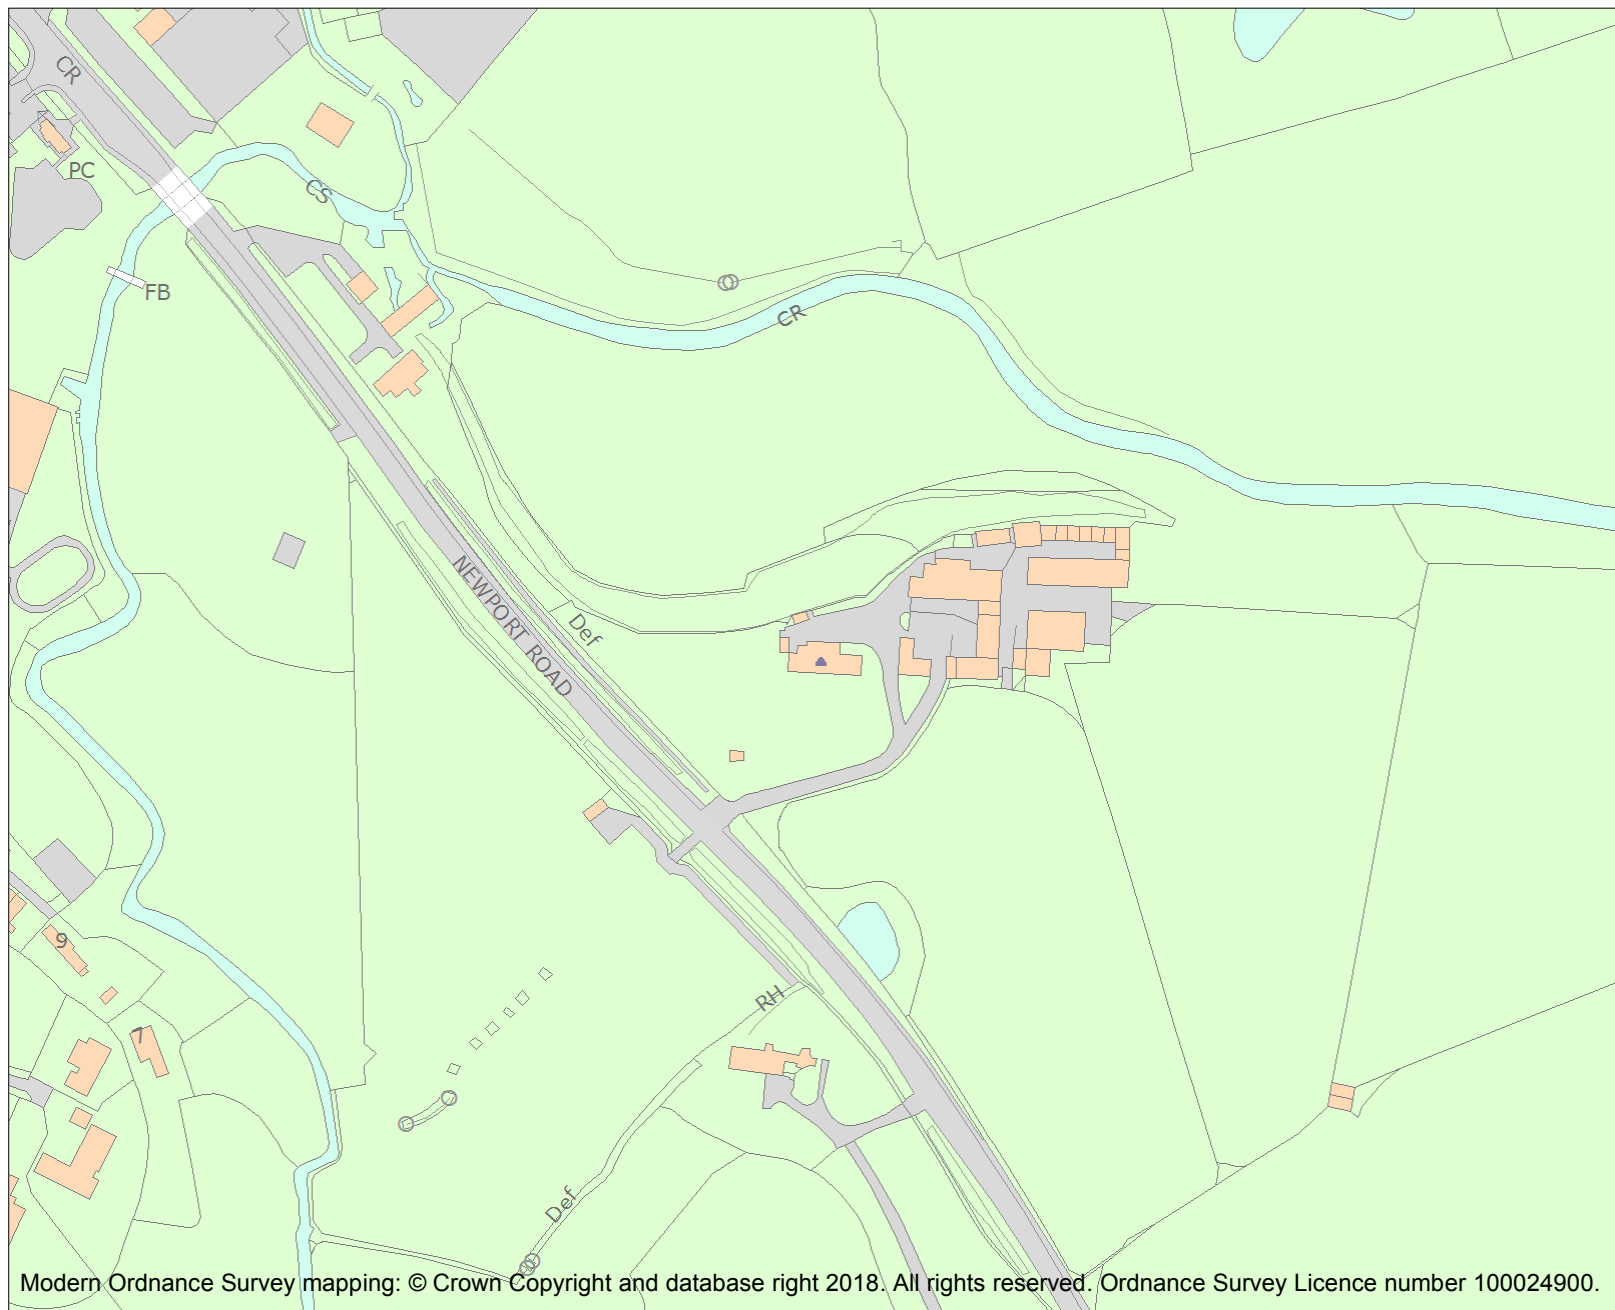 CR
PC
CS
FB
CR
NEWPORT ROAD
Def
9
7
RH
Def
Modern Ordnance Survey mapping: © Crown Copyright and database right 2018. All rights reserved. Ordnance Survey Licence number 100024900.